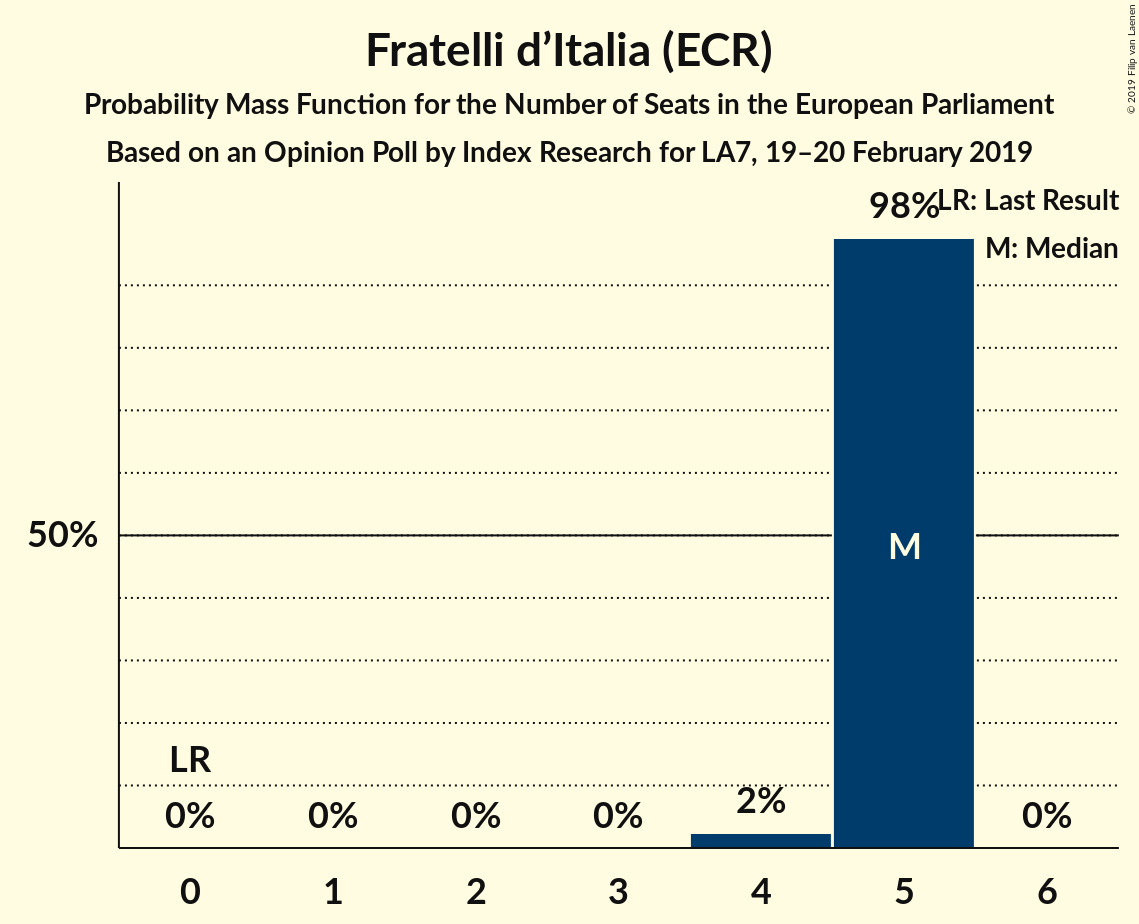 Fratelli d’Italia (ECR)
Probability Mass Function for the Number of Seats in the European Parliament
Based on an Opinion Poll by Index Research for LA7, 19–20 February 2019
© 2019 Filip van Laenen
98%
LR: Last Result
M: Median
50%
M
LR
0%
0%
0%
0%
2%
0%
0
1
2
3
4
5
6